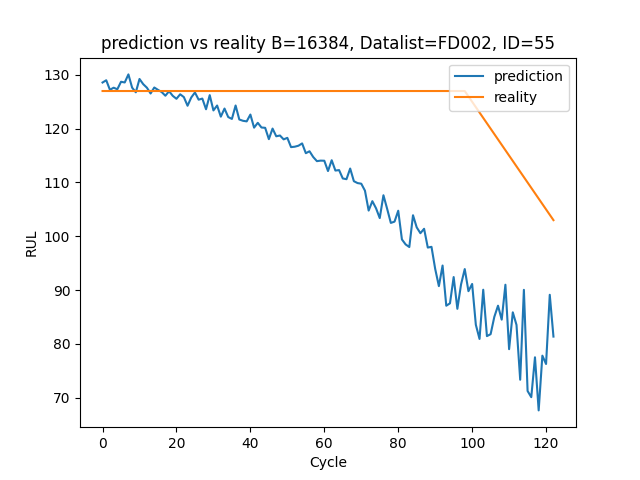 prediction vs reality B=16384, Datalist=FD002, ID=55
prediction
reality
RUL
130
120
110
100
90
80
70
0 20 40 60 80 100 120
Cycle